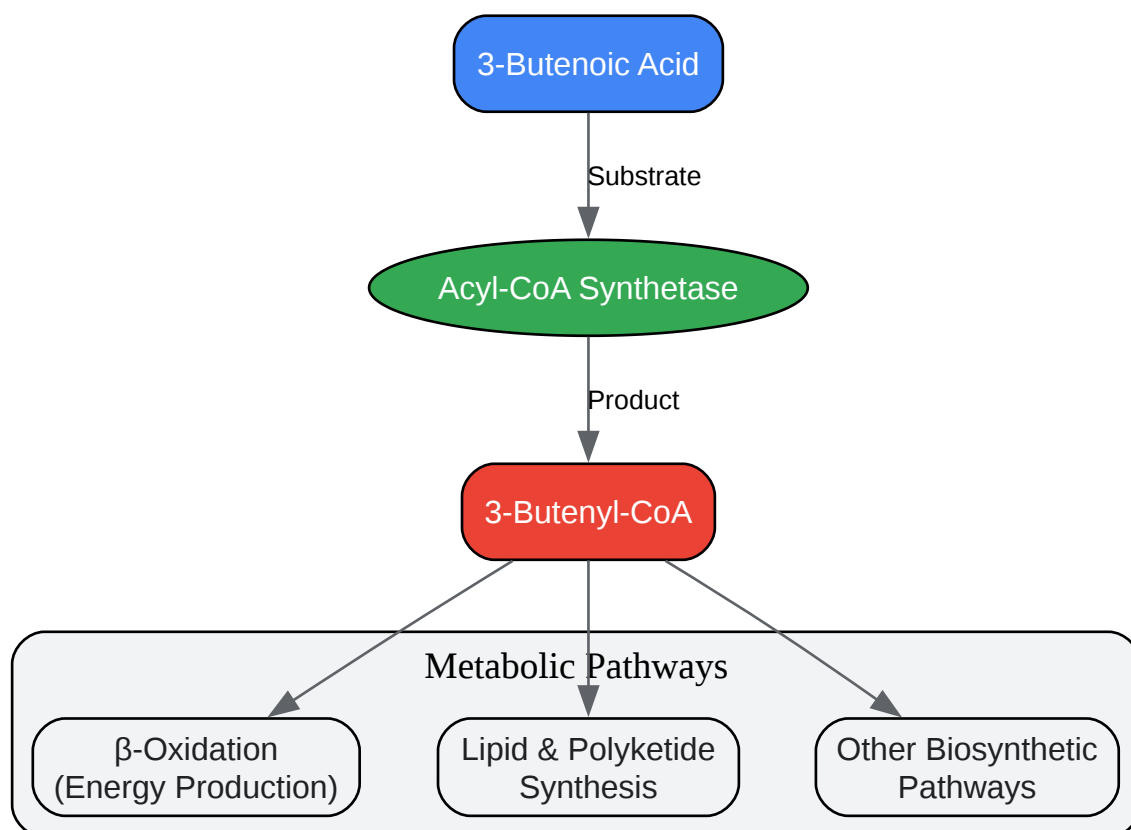 3-Butenoic Acid
Substrate
Acyl-CoA Synthetase
Product
3-Butenyl-CoA
Metabolic Pathways
β-Oxidation
(Energy Production)
Lipid & Polyketide
Synthesis
Other Biosynthetic
Pathways